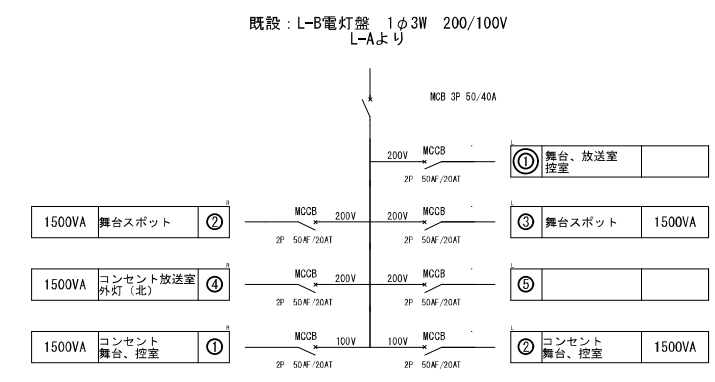 既設：L-B電灯盤　1φ3W　200/100V
L-Aより
MCB 3P 50/40A
200V MCCB
2P 50AF/20AT
L
① 舞台、放送室
控室
R
1500VA 舞台スポット ②
MCCB 200V
2P 50AF/20AT
200V MCCB
2P 50AF/20AT
L
③ 舞台スポット 1500VA
R
1500VA コンセント放送室
外灯（北） ④
MCCB 200V
2P 50AF/20AT
200V MCCB
2P 50AF/20AT
L
⑤
R
1500VA コンセント
舞台、控室 ①
MCCB 100V
2P 50AF/20AT
100V MCCB
2P 50AF/20AT
L
② コンセント
舞台、控室 1500VA